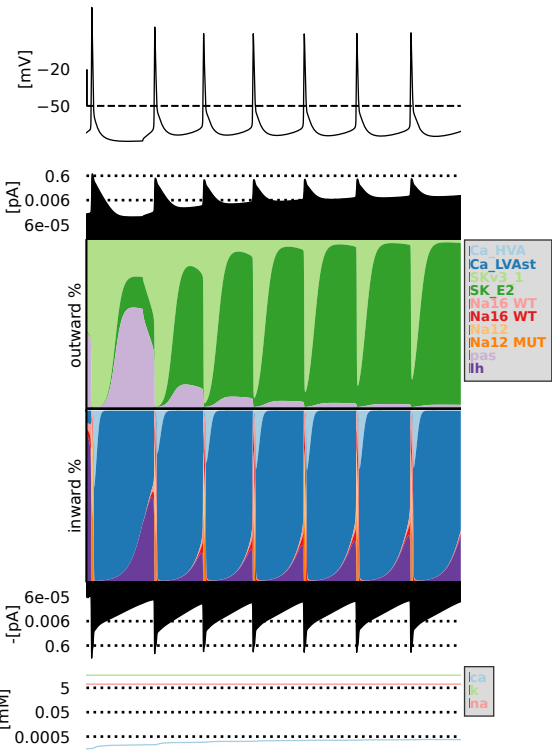 [mV]
−20
−50
[pA]
0.6
0.006
6e-05
outward %
Ca_HVA
Ca_LVAst
SKv3_1
SK_E2
Na16 WT
Na16 WT
Na12
Na12 MUT
pas
Ih
inward %
-[pA]
6e-05
0.006
0.6
[mM]
5
0.05
0.0005
ca
k
na